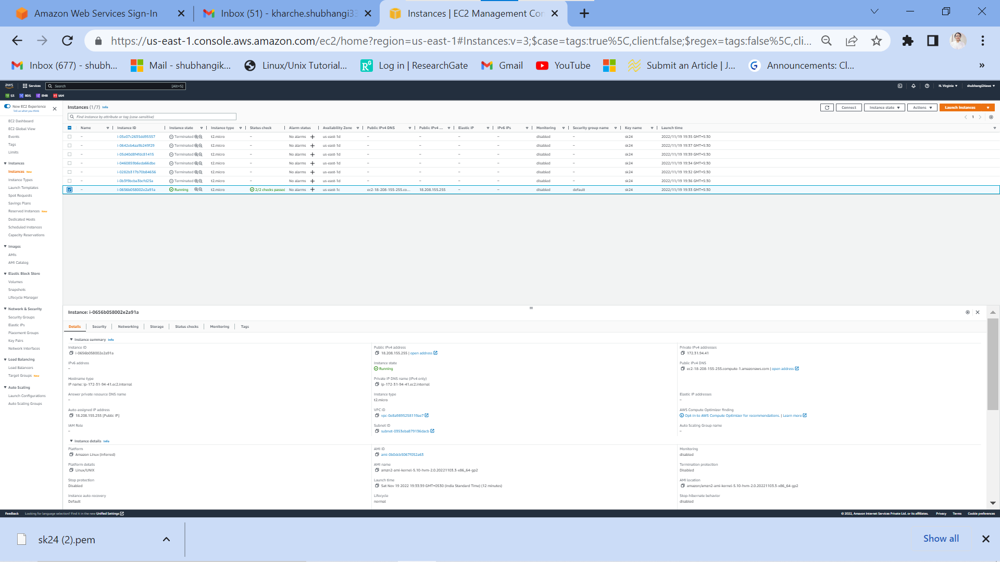 Amazon Web Services Sign-In
Inbox (51) - kharche.shubhangi33
Instances | EC2 Management Con
https://us-east-1.console.aws.amazon.com/ec2/home?region=us-east-1#Instances:v=3;$case=tags:true%5C,client:false;$regex=tags:false%5C,cli...
Inbox (677) - shubh...
Mail - shubhangik...
Linux/Unix Tutorial...
Log in | ResearchGate
Gmail
YouTube
Submit an Article | J...
Announcements: Cl...
»
aws
Services
Search
[Alt+S]
N. Virginia
shubhangi24aws
S3
RDS
EMR
IAM
New EC2 Experience
Tell us what you think
EC2 Dashboard
EC2 Global View
Events
Tags
Limits
Instances
Instances New
Instance Types
Launch Templates
Spot Requests
Savings Plans
Reserved Instances New
Dedicated Hosts
Scheduled Instances
Capacity Reservations
Images
AMIs
AMI Catalog
Elastic Block Store
Volumes
Snapshots
Lifecycle Manager
Network & Security
Security Groups
Elastic IPs
Placement Groups
Key Pairs
Network Interfaces
Load Balancing
Load Balancers
Target Groups New
Auto Scaling
Launch Configurations
Auto Scaling Groups
Instances (1/7) Info
Connect
Instance state
Actions
Launch instances
Find instance by attribute or tag (case-sensitive)
1
Name Instance ID Instance state Instance type Status check Alarm status Availability Zone Public IPv4 DNS Public IPv4 ... Elastic IP IPv6 IPs Monitoring Security group name Key name Launch time
– i-05e07c2635dd95557 Terminated t2.micro – No alarms + us-east-1d – – – – disabled – sk24 2022/11/19 19:35 GMT+5:30
– i-0642eb4aa9b249f29 Terminated t2.micro – No alarms + us-east-1d – – – – disabled – sk24 2022/11/19 19:37 GMT+5:30
– i-05d40d8f4fdc81415 Terminated t2.micro – No alarms + us-east-1d – – – – disabled – sk24 2022/11/19 19:39 GMT+5:30
– i-0460859b6eda66dbe Terminated t2.micro – No alarms + us-east-1d – – – – disabled – sk24 2022/11/19 19:34 GMT+5:30
– i-0282b317b70b84656 Terminated t2.micro – No alarms + us-east-1d – – – – disabled – sk24 2022/11/19 19:32 GMT+5:30
– i-0b3f9bcba3bcfd25a Terminated t2.micro – No alarms + us-east-1d – – – – disabled – sk24 2022/11/19 19:36 GMT+5:30
– i-0656b058002e2a91a Running t2.micro 2/2 checks passed No alarms + us-east-1c ec2-18-208-155-255.co... 18.208.155.255 – – disabled default sk24 2022/11/19 19:33 GMT+5:30
Instance: i-0656b058002e2a91a
Details
Security
Networking
Storage
Status checks
Monitoring
Tags
Instance summary Info
Instance ID
i-0656b058002e2a91a
Public IPv4 address
18.208.155.255 | open address
Private IPv4 addresses
172.31.94.41
IPv6 address
–
Instance state
Running
Public IPv4 DNS
ec2-18-208-155-255.compute-1.amazonaws.com | open address
Hostname type
IP name: ip-172-31-94-41.ec2.internal
Private IP DNS name (IPv4 only)
ip-172-31-94-41.ec2.internal
Answer private resource DNS name
–
Instance type
t2.micro
Elastic IP addresses
–
Auto-assigned IP address
18.208.155.255 [Public IP]
VPC ID
vpc-0e8a9895258119ae7
AWS Compute Optimizer finding
Opt-in to AWS Compute Optimizer for recommendations. | Learn more
IAM Role
–
Subnet ID
subnet-0353eba879136dacb
Auto Scaling Group name
–
Instance details Info
Platform
Amazon Linux (Inferred)
AMI ID
ami-0b0dcb5067f052a63
Monitoring
disabled
Platform details
Linux/UNIX
AMI name
amzn2-ami-kernel-5.10-hvm-2.0.20221103.3-x86_64-gp2
Termination protection
Disabled
Stop protection
Disabled
Launch time
Sat Nov 19 2022 19:33:39 GMT+0530 (India Standard Time) (12 minutes)
AMI location
amazon/amzn2-ami-kernel-5.10-hvm-2.0.20221103.3-x86_64-gp2
Instance auto-recovery
Default
Lifecycle
normal
Stop-hibernate behavior
disabled
Feedback
Looking for language selection? Find it in the new Unified Settings
© 2022, Amazon Internet Services Private Ltd. or its affiliates.
Privacy
Terms
Cookie preferences
sk24 (2).pem
Show all